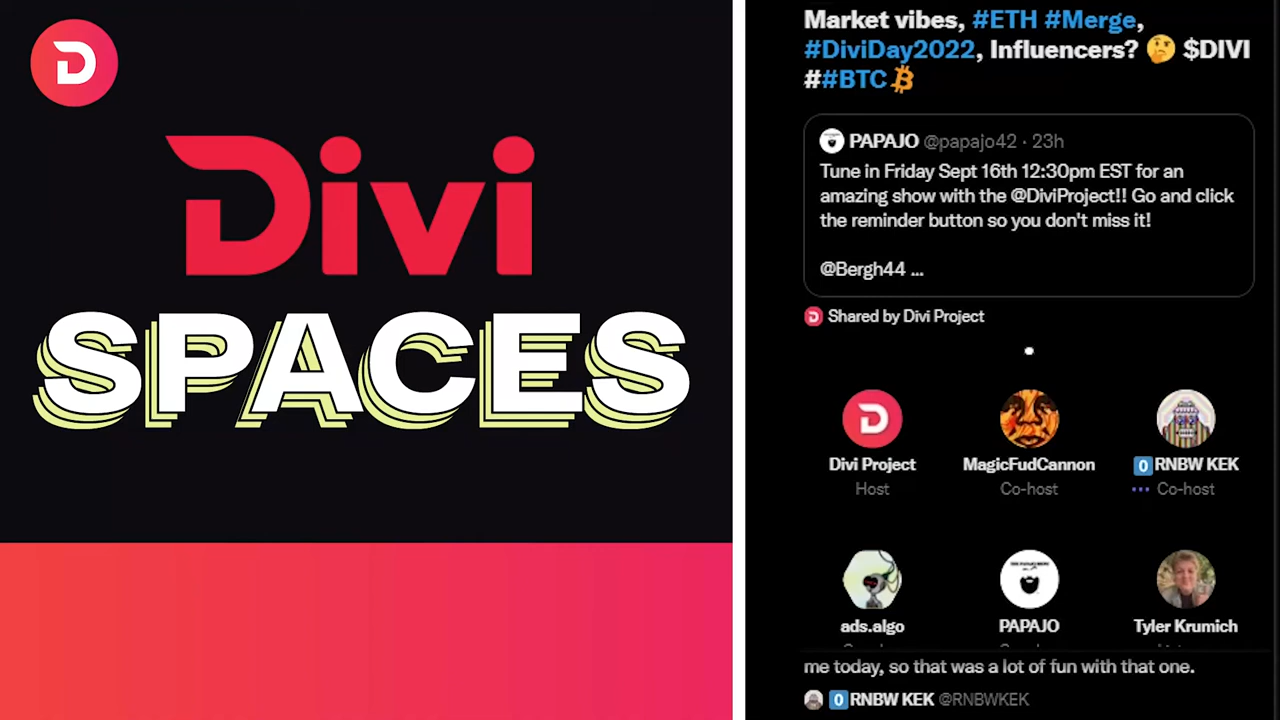 Divi
SPACES
Market vibes, #ETH #Merge,
#DiviDay2022, Influencers? 🤔 $DIVI
##BTC
PAPAJO @papajo42 · 23h
Tune in Friday Sept 16th 12:30pm EST for an
amazing show with the @DiviProject!! Go and click
the reminder button so you don't miss it!
@Bergh44 ...
Shared by Divi Project
Divi Project
Host
MagicFudCannon
Co-host
0 RNBW KEK
Co-host
ads.algo
PAPAJO
Tyler Krumich
me today, so that was a lot of fun with that one.
0 RNBW KEK @RNBWKEK